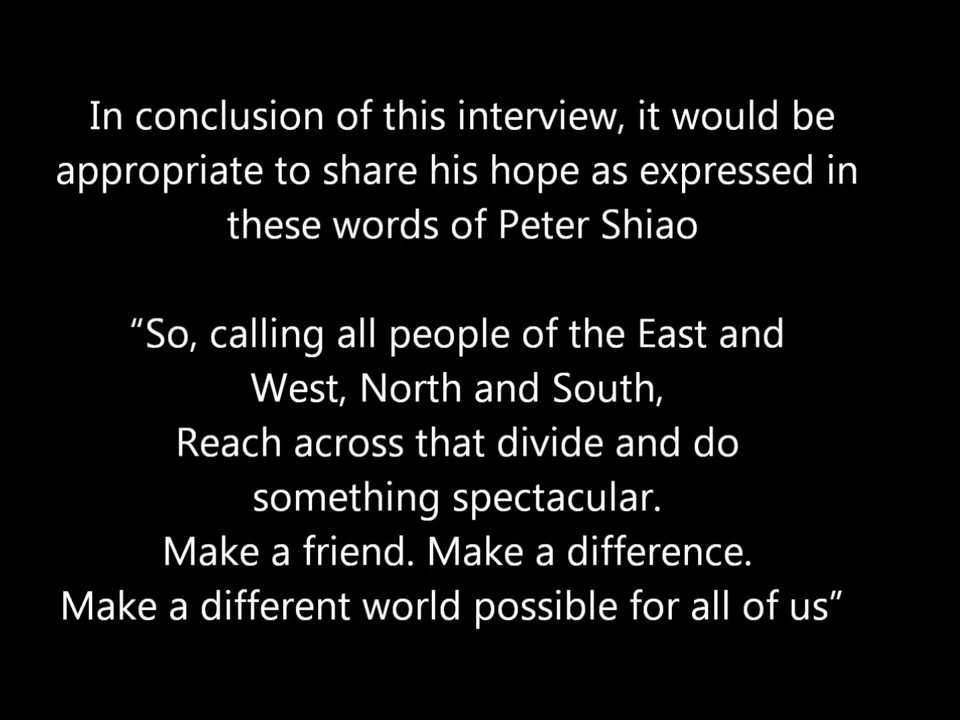 In conclusion of this interview, it would be
appropriate to share his hope as expressed in
these words of Peter Shiao
“So, calling all people of the East and
West, North and South,
Reach across that divide and do
something spectacular.
Make a friend. Make a difference.
Make a different world possible for all of us”